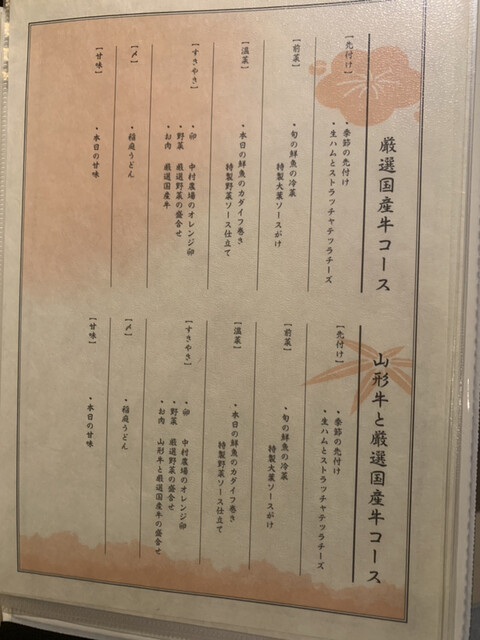 厳選国産牛コース
【先付け】
・季節の先付け
・生ハムとストラッチャテッラチーズ
【前菜】
・旬の鮮魚の冷菜
特製大葉ソースがけ
【温菜】
・本日の鮮魚のカダイフ巻き
特製野菜ソース仕立て
【すきやき】
・卵 中村農場のオレンジ卵
・野菜 厳選野菜の盛合せ
・お肉 厳選国産牛
【〆】
・稲庭うどん
【甘味】
・本日の甘味
山形牛と厳選国産牛コース
【先付け】
・季節の先付け
・生ハムとストラッチャテッラチーズ
【前菜】
・旬の鮮魚の冷菜
特製大葉ソースがけ
【温菜】
・本日の鮮魚のカダイフ巻き
特製野菜ソース仕立て
【すきやき】
・卵 中村農場のオレンジ卵
・野菜 厳選野菜の盛合せ
・お肉 山形牛と厳選国産牛の盛合せ
【〆】
・稲庭うどん
【甘味】
・本日の甘味